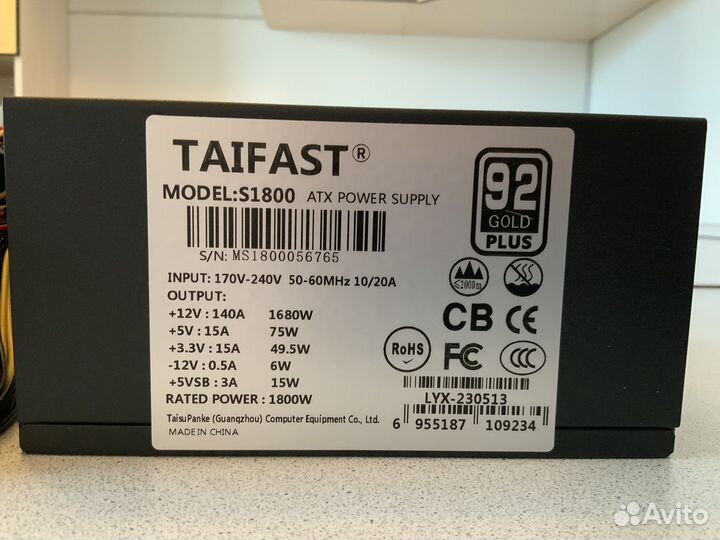 TAIFAST®
MODEL:S1800 ATX POWER SUPPLY
S/N: MS1800056765
INPUT: 170V-240V 50-60MHz 10/20A
OUTPUT:
+12V : 140A 1680W
+5V : 15A 75W
+3.3V : 15A 49.5W
-12V : 0.5A 6W
+5VSB : 3A 15W
RATED POWER : 1800W
TaisuPanke (Guangzhou) Computer Equipment Co., Ltd.
MADE IN CHINA
92
GOLD
PLUS
≤2000m
CB CE
RoHS FC CCC
LYX-230513
6 955187 109234
Avito